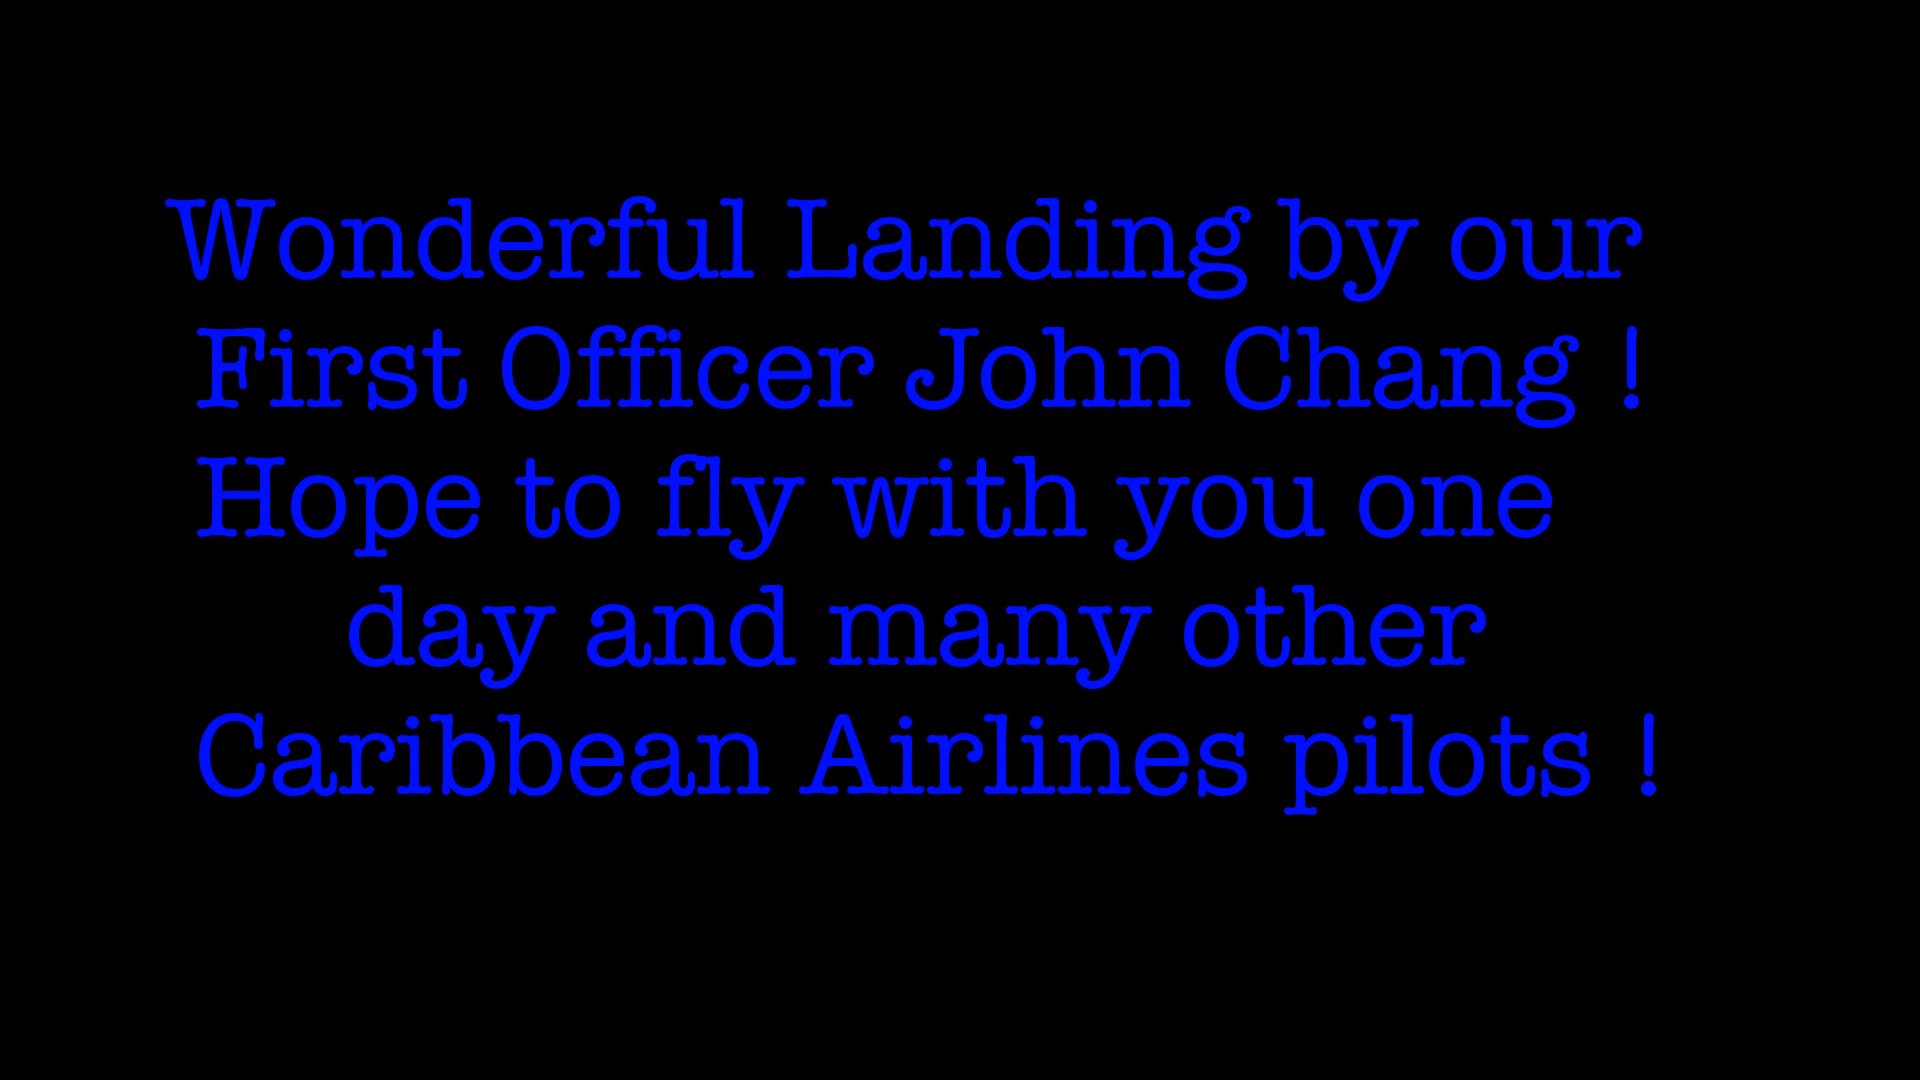 Wonderful Landing by our
First Officer John Chang !
Hope to fly with you one
day and many other
Caribbean Airlines pilots !